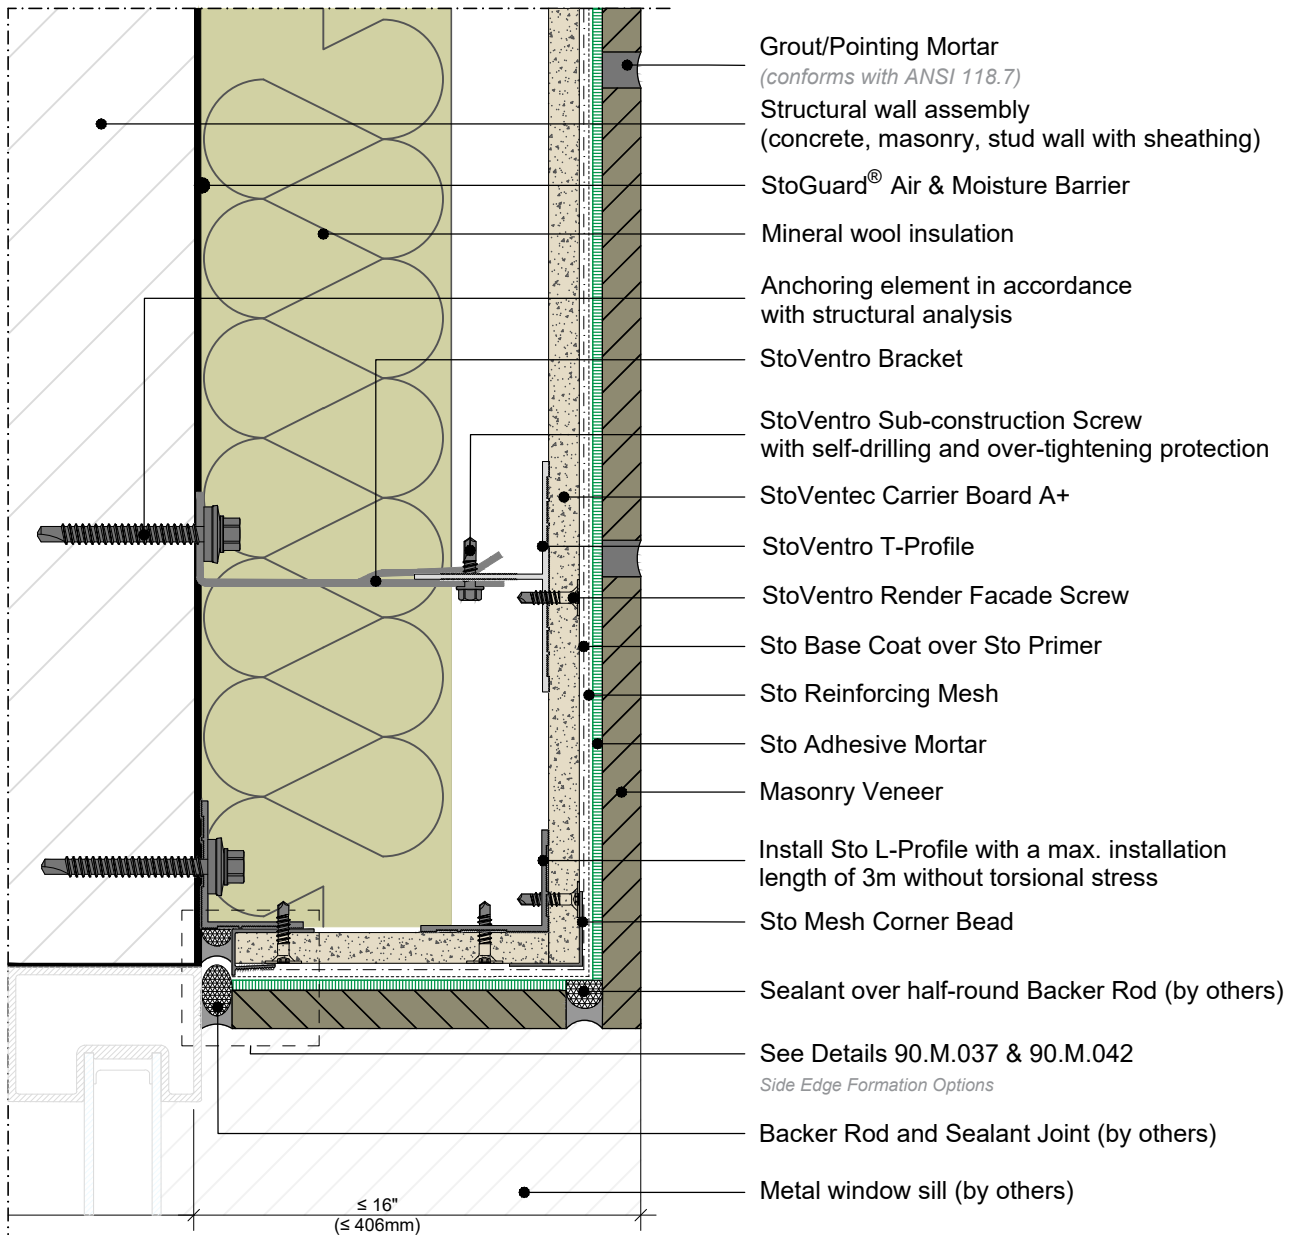 Grout/Pointing Mortar
(conforms with ANSI 118.7)
Structural wall assembly
(concrete, masonry, stud wall with sheathing)
StoGuard® Air & Moisture Barrier
Mineral wool insulation
Anchoring element in accordance
with structural analysis
StoVentro Bracket
StoVentro Sub-construction Screw
with self-drilling and over-tightening protection
StoVentec Carrier Board A+
StoVentro T-Profile
StoVentro Render Facade Screw
Sto Base Coat over Sto Primer
Sto Reinforcing Mesh
Sto Adhesive Mortar
Masonry Veneer
Install Sto L-Profile with a max. installation
length of 3m without torsional stress
Sto Mesh Corner Bead
Sealant over half-round Backer Rod (by others)
See Details 90.M.037 & 90.M.042
Side Edge Formation Options
Backer Rod and Sealant Joint (by others)
Metal window sill (by others)
≤ 16"
(≤ 406mm)